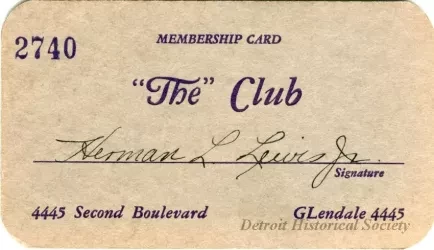 2740
MEMBERSHIP CARD
"The" Club
Herman L Lewis Jr.
Signature
4445 Second Boulevard GLendale 4445
Detroit Historical Society